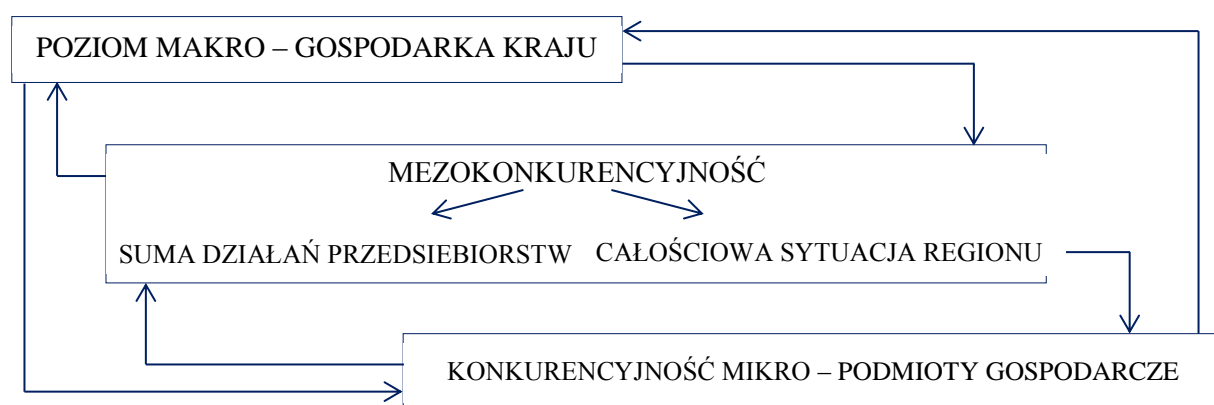 POZIOM MAKRO – GOSPODARKA KRAJU
MEZOKONKURENCYJNOŚĆ
SUMA DZIAŁAŃ PRZEDSIEBIORSTW CAŁOŚCIOWA SYTUACJA REGIONU
KONKURENCYJNOŚĆ MIKRO – PODMIOTY GOSPODARCZE